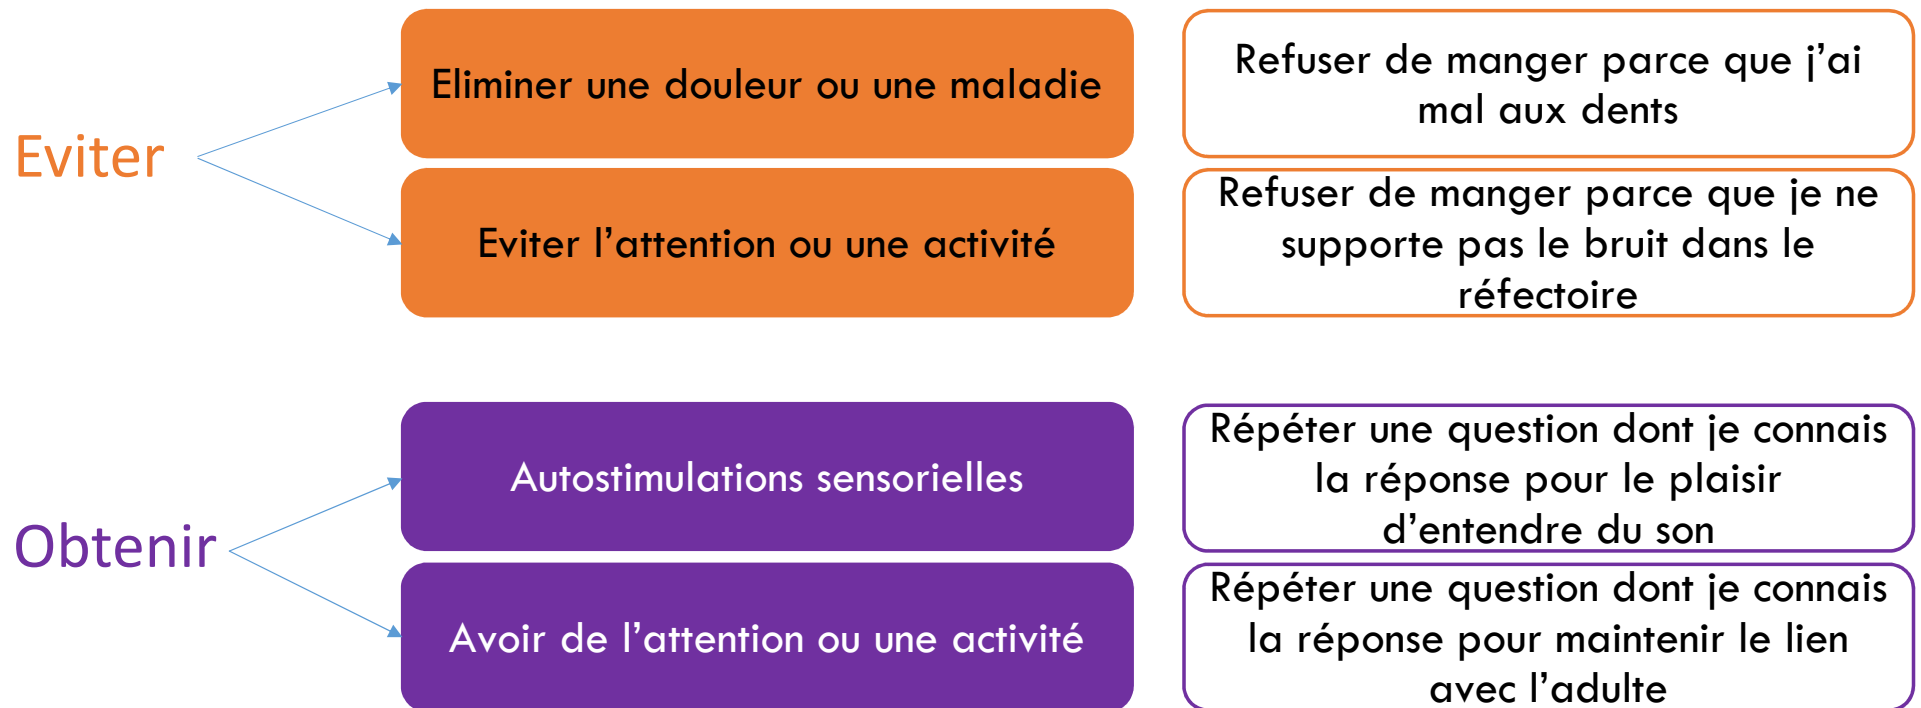 Eviter
Eliminer une douleur ou une maladie
Refuser de manger parce que j’ai
mal aux dents
Eviter l’attention ou une activité
Refuser de manger parce que je ne
supporte pas le bruit dans le
réfectoire
Obtenir
Autostimulations sensorielles
Répéter une question dont je connais
la réponse pour le plaisir
d’entendre du son
Avoir de l’attention ou une activité
Répéter une question dont je connais
la réponse pour maintenir le lien
avec l’adulte